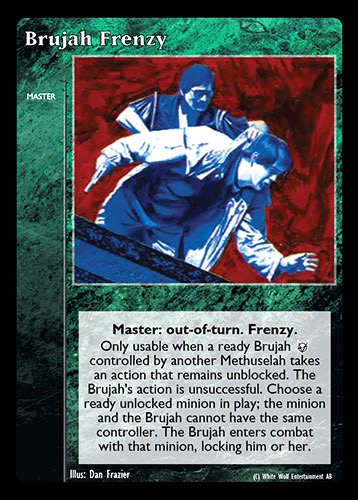 Brujah Frenzy
MASTER
Master: out-of-turn. Frenzy.
Only usable when a ready Brujah
controlled by another Methuselah takes
an action that remains unblocked. The
Brujah's action is unsuccessful. Choose a
ready unlocked minion in play; the minion
and the Brujah cannot have the same
controller. The Brujah enters combat
with that minion, locking him or her.
Illus: Dan Frazier
(C) White Wolf Entertainment AB